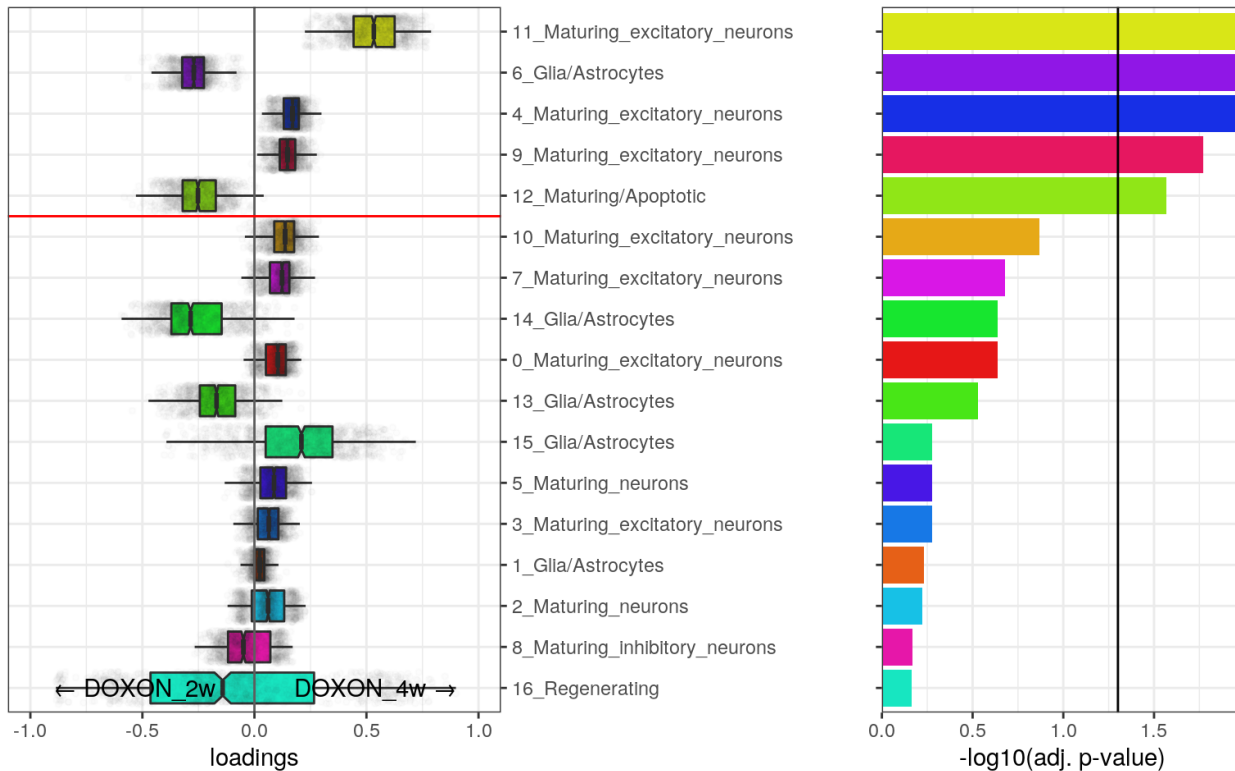 11_Maturing_excitatory_neurons
6_Glia/Astrocytes
4_Maturing_excitatory_neurons
9_Maturing_excitatory_neurons
12_Maturing/Apoptotic
10_Maturing_excitatory_neurons
7_Maturing_excitatory_neurons
14_Glia/Astrocytes
0_Maturing_excitatory_neurons
13_Glia/Astrocytes
15_Glia/Astrocytes
5_Maturing_neurons
3_Maturing_excitatory_neurons
1_Glia/Astrocytes
2_Maturing_neurons
8_Maturing_inhibitory_neurons
← DOXON_2w DOXON_4w → 16_Regenerating
-1.0 -0.5 0.0 0.5 1.0 0.0 0.5 1.0 1.5
loadings -log10(adj. p-value)